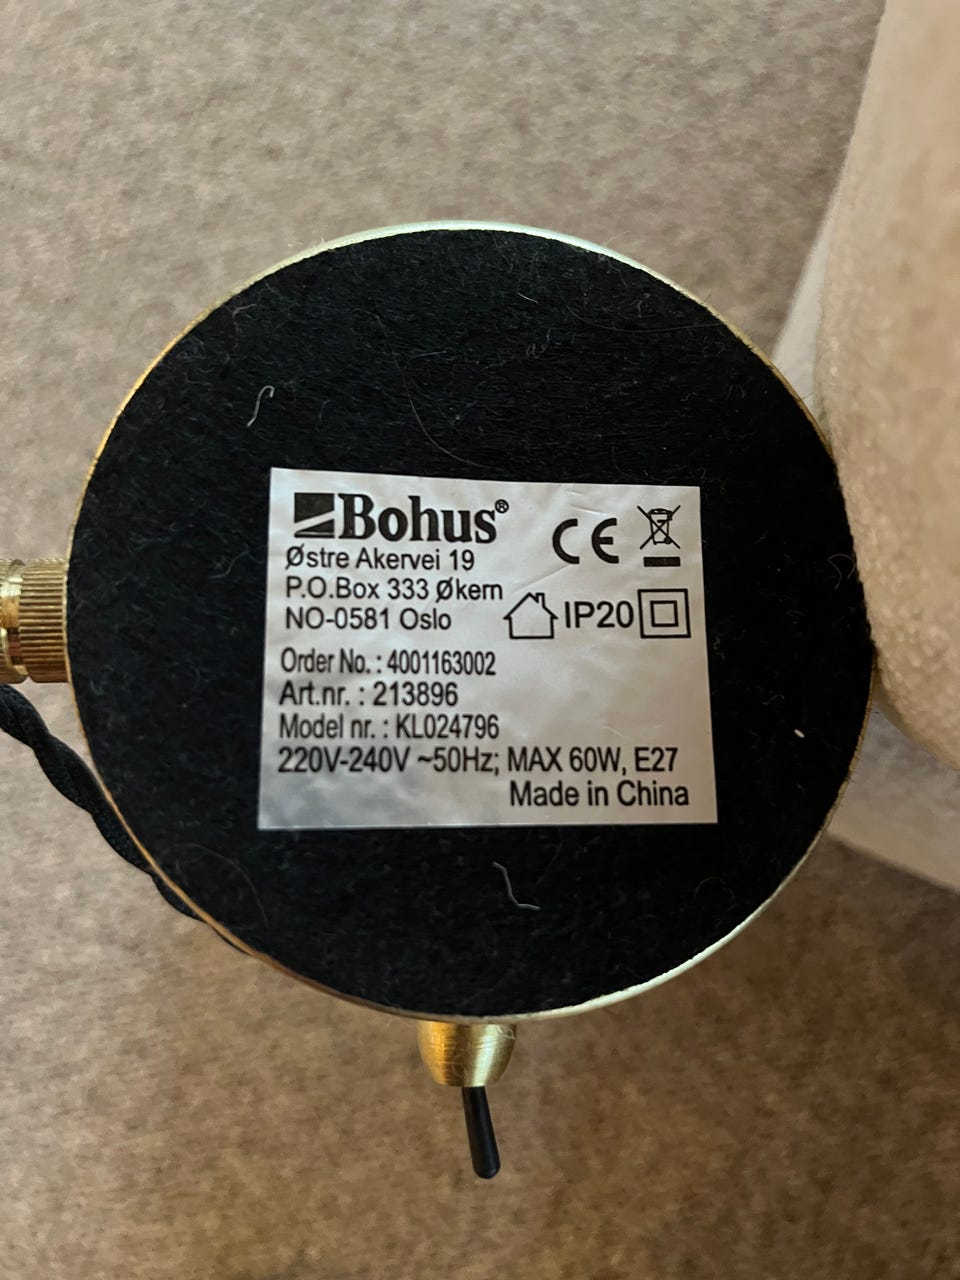 Bohus®
Østre Akervei 19
P.O.Box 333 Økern
NO-0581 Oslo
CE
IP20
Order No. : 4001163002
Art.nr. : 213896
Model nr. : KL024796
220V-240V ~50Hz; MAX 60W, E27
Made in China